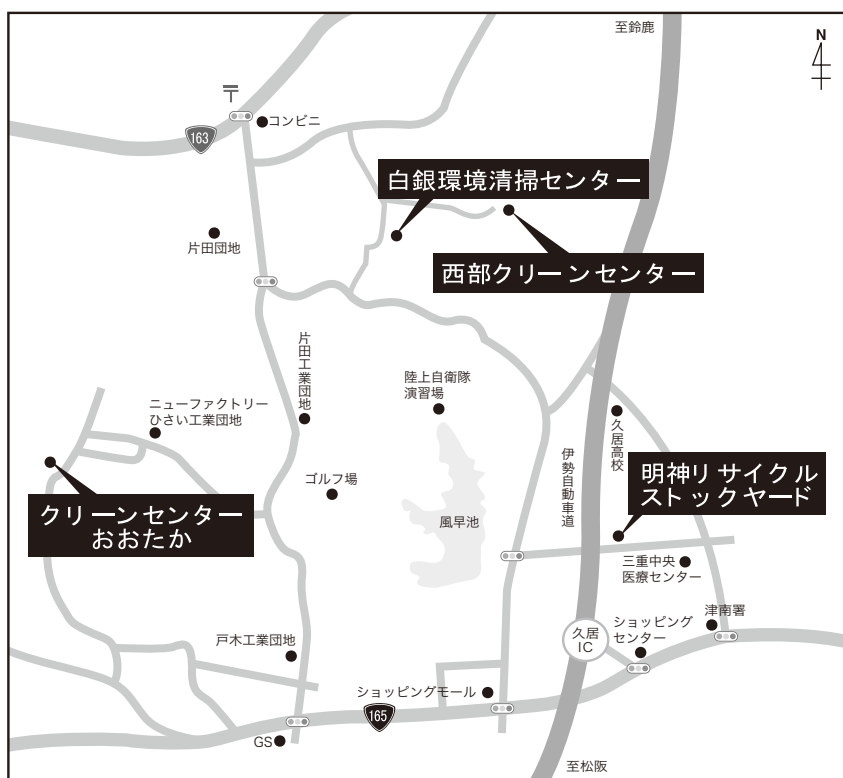 至鈴鹿
N
〒
コンビニ
163
白銀環境清掃センター
片田団地
西部クリーンセンター
片田工業団地
陸上自衛隊
演習場
ニューファクトリー
ひさい工業団地
久居高校
伊勢自動車道
明神リサイクル
ストックヤード
ゴルフ場
クリーンセンター
おおたか
風早池
三重中央
医療センター
津南署
ショッピング
センター
久居
IC
戸木工業団地
ショッピングモール
165
GS
至松阪